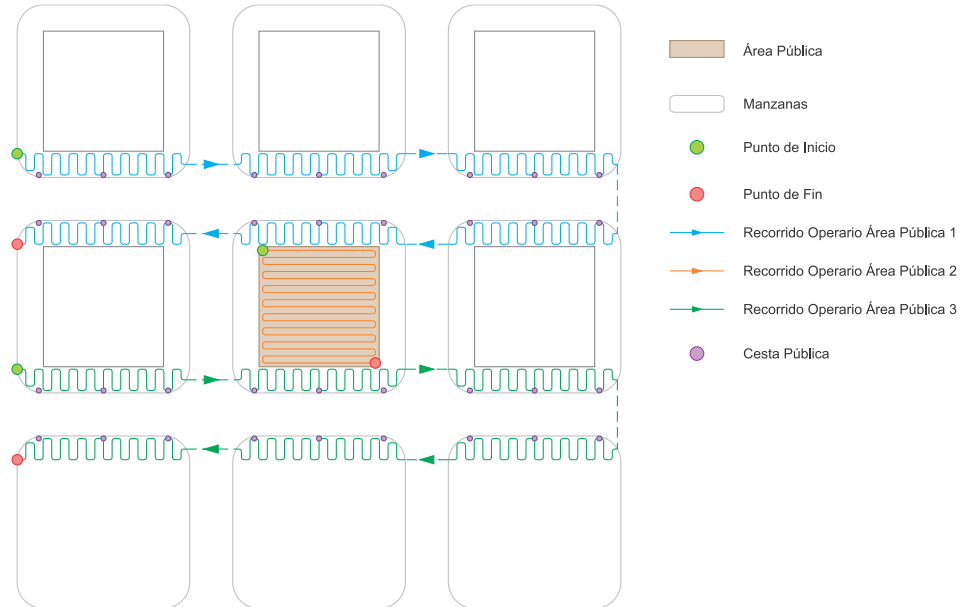 Área Pública
Manzanas
Punto de Inicio
Punto de Fin
Recorrido Operario Área Pública 1
Recorrido Operario Área Pública 2
Recorrido Operario Área Pública 3
Cesta Pública